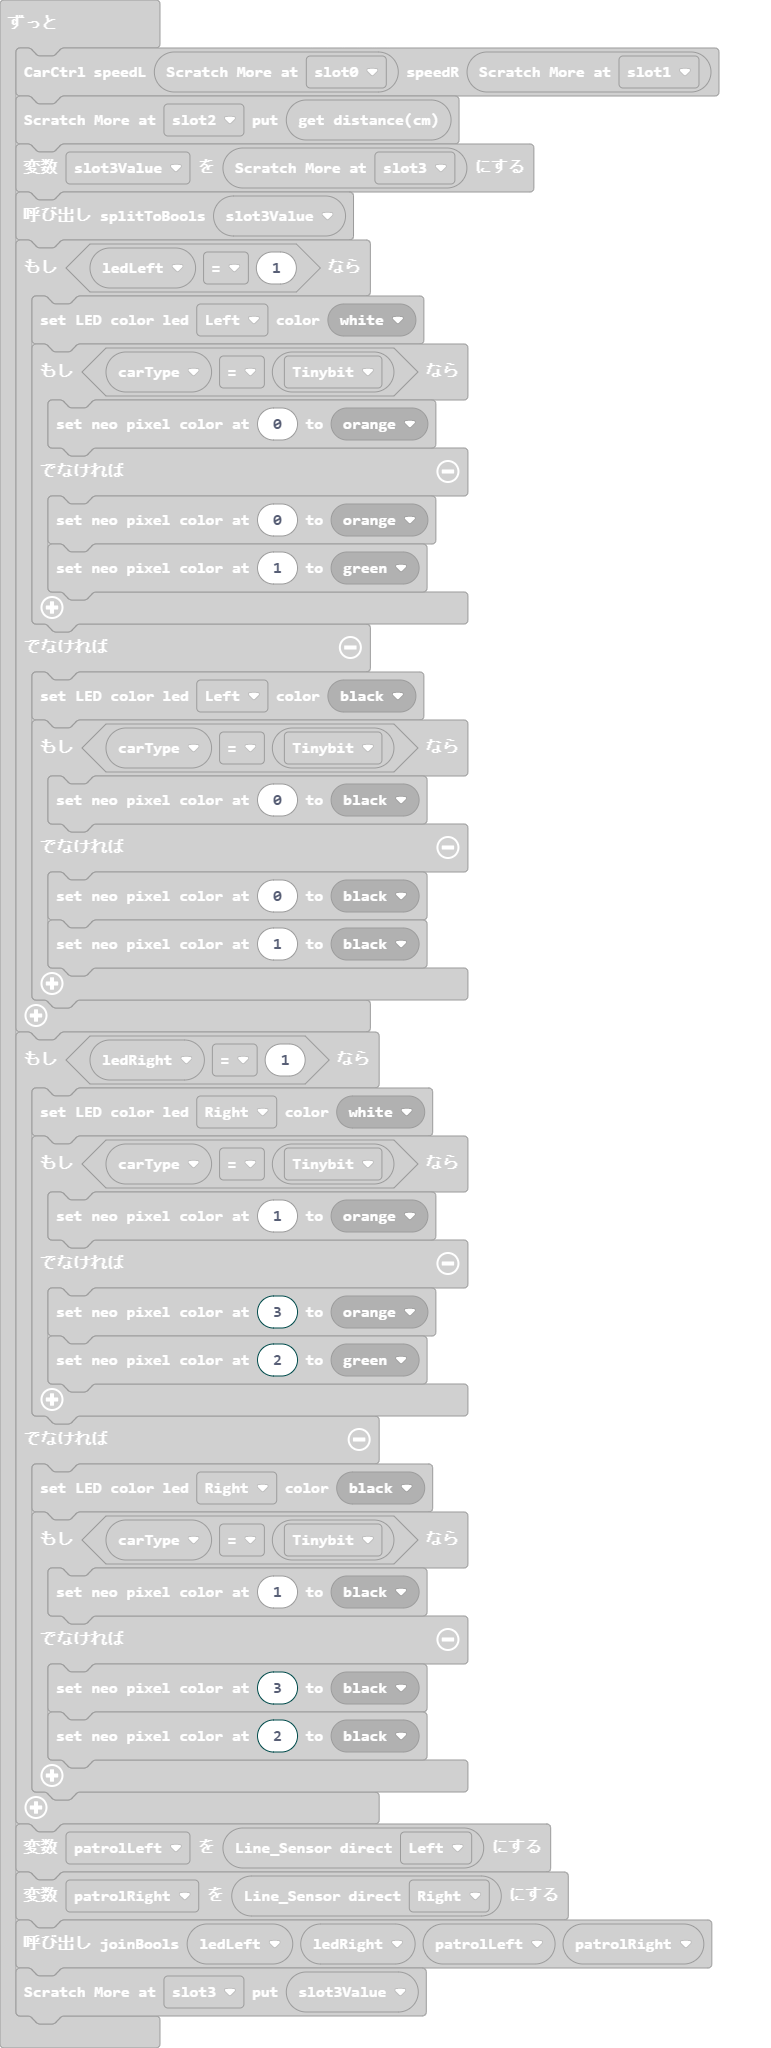 ずっと
CarCtrl speedL Scratch More at slot0 speedR Scratch More at slot1
Scratch More at slot2 put get distance(cm)
変数 slot3Value を Scratch More at slot3 にする
呼び出し splitToBools slot3Value
もし ledLeft = 1 なら
set LED color led Left color white
もし carType = Tinybit なら
set neo pixel color at 0 to orange
でなければ
set neo pixel color at 0 to orange
set neo pixel color at 1 to green
でなければ
set LED color led Left color black
もし carType = Tinybit なら
set neo pixel color at 0 to black
でなければ
set neo pixel color at 0 to black
set neo pixel color at 1 to black
もし ledRight = 1 なら
set LED color led Right color white
もし carType = Tinybit なら
set neo pixel color at 1 to orange
でなければ
set neo pixel color at 3 to orange
set neo pixel color at 2 to green
でなければ
set LED color led Right color black
もし carType = Tinybit なら
set neo pixel color at 1 to black
でなければ
set neo pixel color at 3 to black
set neo pixel color at 2 to black
変数 patrolLeft を Line_Sensor direct Left にする
変数 patrolRight を Line_Sensor direct Right にする
呼び出し joinBools ledLeft ledRight patrolLeft patrolRight
Scratch More at slot3 put slot3Value